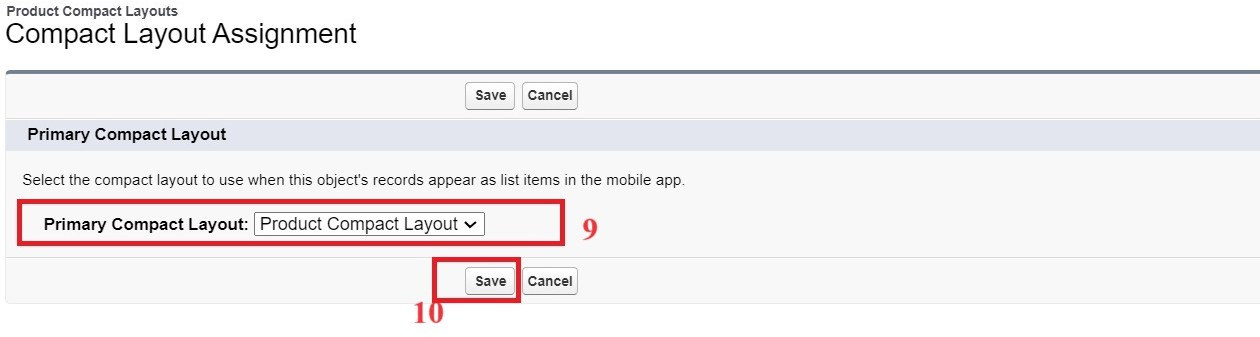 Product Compact Layouts
Compact Layout Assignment
Save Cancel
Primary Compact Layout
Select the compact layout to use when this object's records appear as list items in the mobile app.
Primary Compact Layout: Product Compact Layout
9
Save Cancel
10